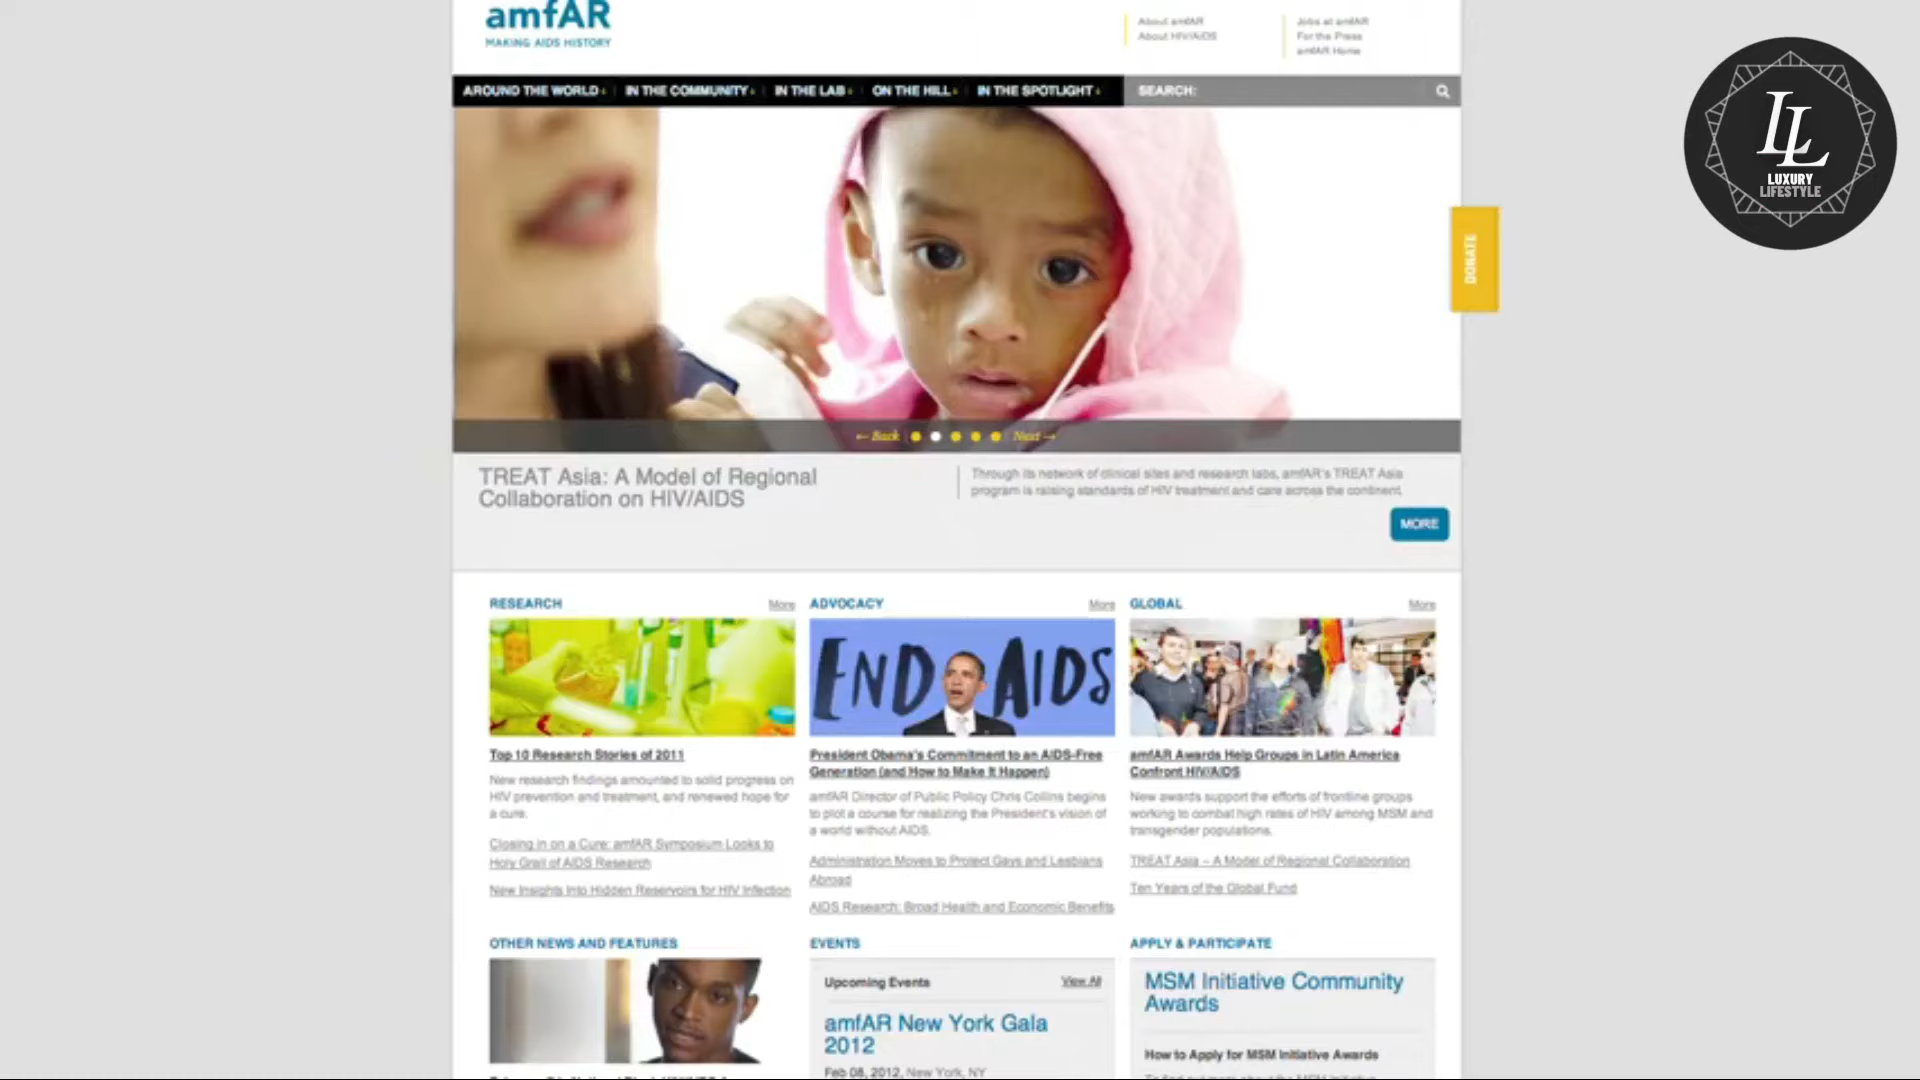 amfAR
MAKING AIDS HISTORY
About amfAR
About HIV/AIDS
Jobs at amfAR
For the Press
amfAR Home
AROUND THE WORLD
IN THE COMMUNITY
IN THE LAB
ON THE HILL
IN THE SPOTLIGHT
SEARCH:
LL
LUXURY
LIFESTYLE
DONATE
← Back
Next →
TREAT Asia: A Model of Regional
Collaboration on HIV/AIDS
Through its network of clinical sites and research labs, amfAR's TREAT Asia
program is raising standards of HIV treatment and care across the continent.
MORE
RESEARCH
More
Top 10 Research Stories of 2011
New research findings amounted to solid progress on
HIV prevention and treatment, and renewed hope for
a cure.
Closing in on a Cure: amfAR Symposium Looks to
Holy Grail of AIDS Research
New Insights Into Hidden Reservoirs for HIV Infection
ADVOCACY
More
END AIDS
President Obama's Commitment to an AIDS-Free
Generation (and How to Make It Happen)
amfAR Director of Public Policy Chris Collins begins
to plot a course for realizing the President's vision of
a world without AIDS.
Administration Moves to Protect Gays and Lesbians
Abroad
AIDS Research: Broad Health and Economic Benefits
GLOBAL
More
amfAR Awards Help Groups in Latin America
Confront HIV/AIDS
New awards support the efforts of frontline groups
working to combat high rates of HIV among MSM and
transgender populations.
TREAT Asia – A Model of Regional Collaboration
Ten Years of the Global Fund
OTHER NEWS AND FEATURES
EVENTS
Upcoming Events
View All
amfAR New York Gala
2012
Feb 08, 2012, New York, NY
APPLY & PARTICIPATE
MSM Initiative Community
Awards
How to Apply for MSM Initiative Awards